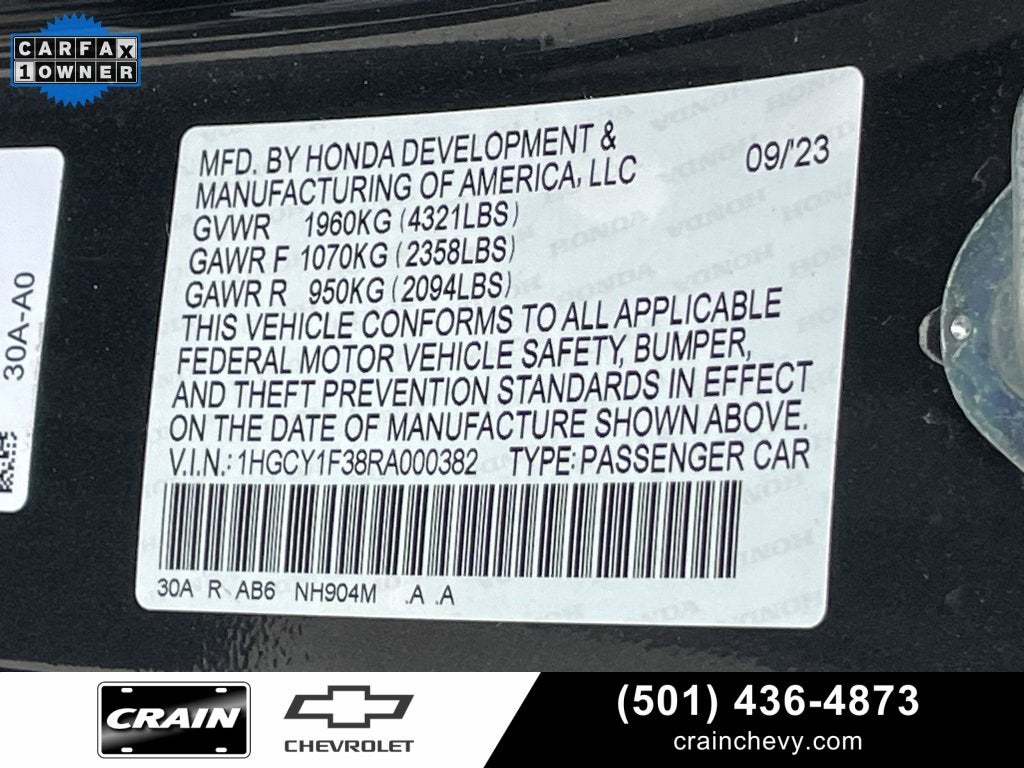 CARFAX
1 OWNER
30A-A0
MFD. BY HONDA DEVELOPMENT &
MANUFACTURING OF AMERICA, LLC
09/'23
GVWR 1960KG (4321LBS)
GAWR F 1070KG (2358LBS)
GAWR R 950KG (2094LBS)
THIS VEHICLE CONFORMS TO ALL APPLICABLE
FEDERAL MOTOR VEHICLE SAFETY, BUMPER,
AND THEFT PREVENTION STANDARDS IN EFFECT
ON THE DATE OF MANUFACTURE SHOWN ABOVE.
V.I.N.: 1HGCY1F38RA000382 TYPE: PASSENGER CAR
30A R AB6 NH904M .A .A
CRAIN
CHEVROLET
(501) 436-4873
crainchevy.com